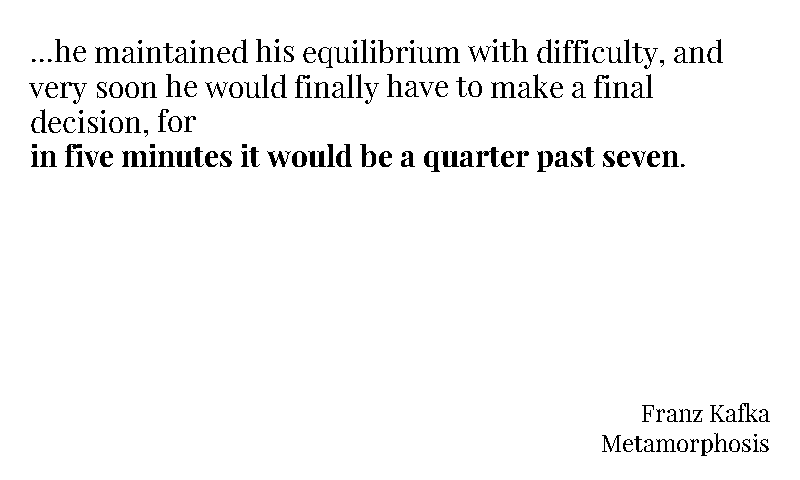 ...he maintained his equilibrium with difficulty, and
very soon he would finally have to make a final
decision, for
in five minutes it would be a quarter past seven.
Franz Kafka
Metamorphosis